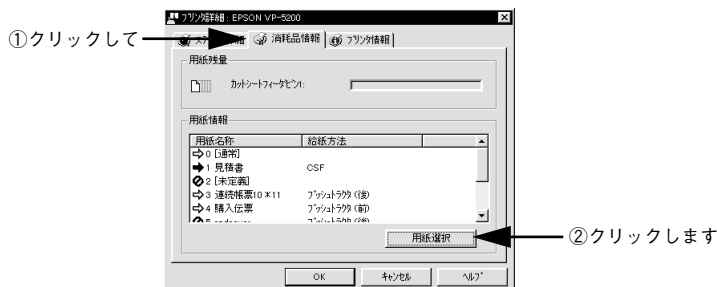 プリンタ詳細 : EPSON VP-5200
①クリックして
消耗品情報
プリンタ情報
用紙残量
カットシートフィーダビン1:
用紙情報
用紙名称 給紙方法
0 [通常]
1 見積書 CSF
2 [未定義]
3 連続帳票10*11 プッシュトラクタ (後)
4 購入伝票 プッシュトラクタ (前)
用紙選択
②クリックします
OK キャンセル ヘルプ